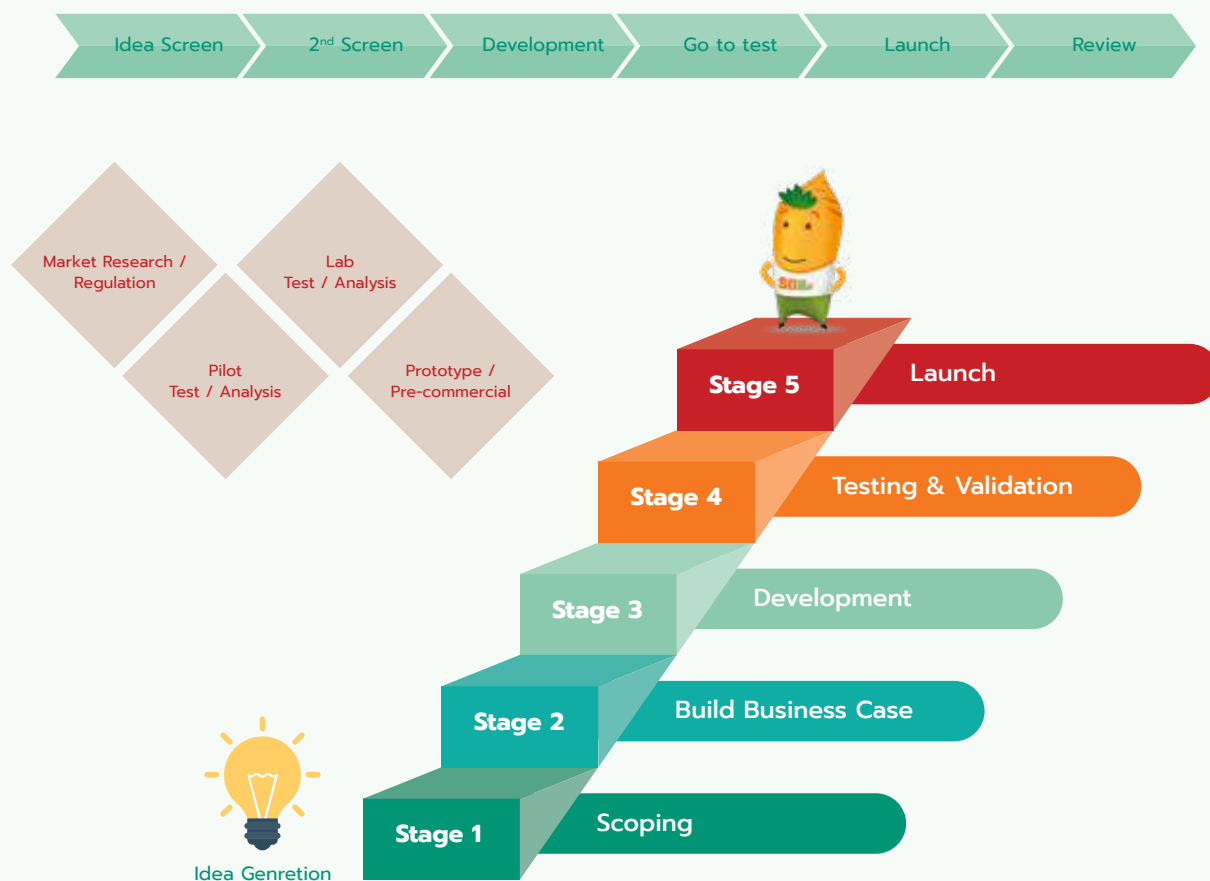 Idea Screen
2nd Screen
Development
Go to test
Launch
Review
Market Research /
Regulation
Lab
Test / Analysis
Pilot
Test / Analysis
Prototype /
Pre-commercial
Stage 5
Launch
Stage 4
Testing & Validation
Stage 3
Development
Stage 2
Build Business Case
Stage 1
Scoping
Idea Genretion